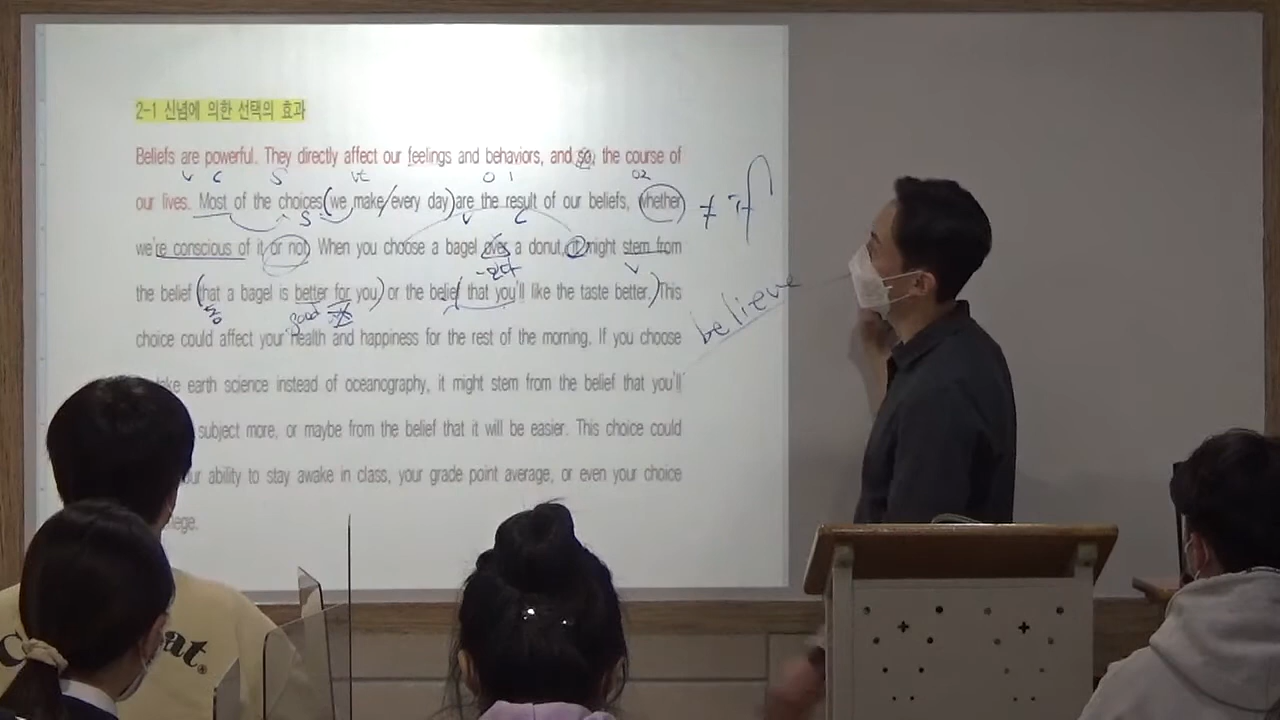 2-1 신념에 의한 선택의 효과
Beliefs are powerful. They directly affect our feelings and behaviors, and so, the course of
V C S Vt O 1 O2
our lives. Most of the choices (we make/every day) are the result of our beliefs, whether ≠ if
S V C
we're conscious of it or not. When you choose a bagel over a donut, it might stem from
V
the belief (that a bagel is better for you) or the belief (that you'll like the taste better.) This
good
believe
choice could affect your health and happiness for the rest of the morning. If you choose
earth science instead of oceanography, it might stem from the belief that you'll
subject more, or maybe from the belief that it will be easier. This choice could
ability to stay awake in class, your grade point average, or even your choice